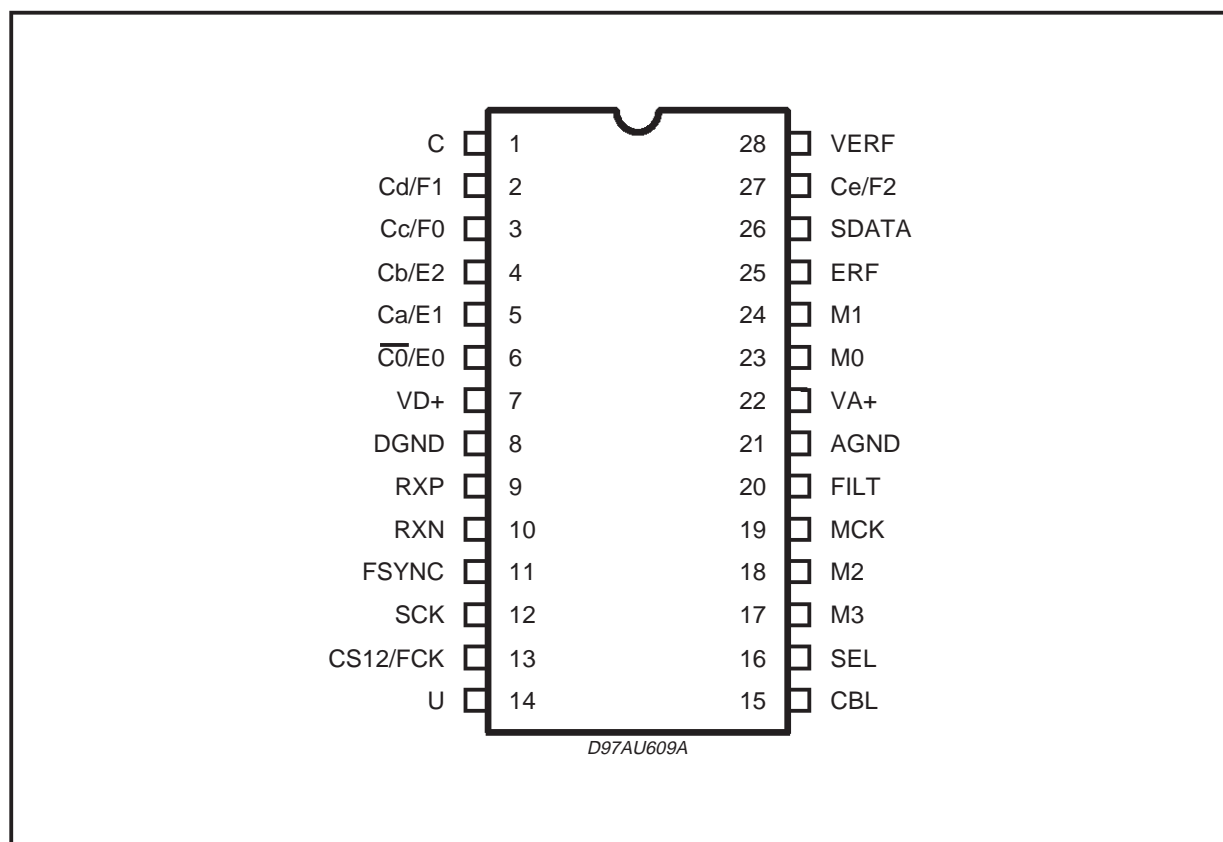 C 1 28 VERF
Cd/F1 2 27 Ce/F2
Cc/F0 3 26 SDATA
Cb/E2 4 25 ERF
Ca/E1 5 24 M1
C̅0̅/E0 6 23 M0
VD+ 7 22 VA+
DGND 8 21 AGND
RXP 9 20 FILT
RXN 10 19 MCK
FSYNC 11 18 M2
SCK 12 17 M3
CS12/FCK 13 16 SEL
U 14 15 CBL
D97AU609A